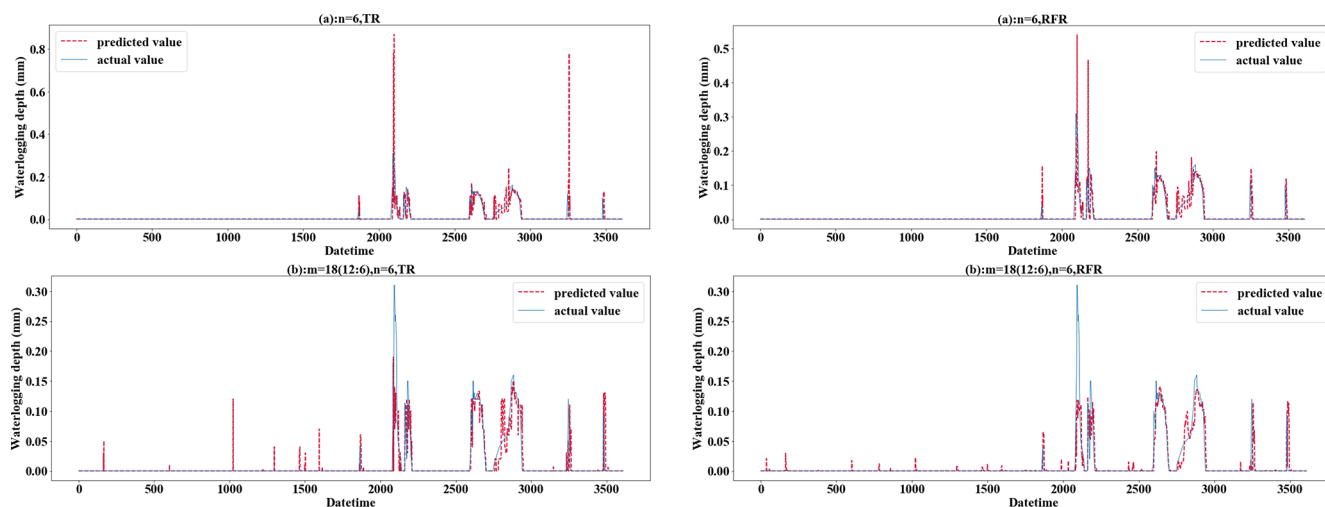 (a):n=6,TR
Waterlogging depth (mm)
0.8
0.6
0.4
0.2
0.0
predicted value
actual value
0 500 1000 1500 2000 2500 3000 3500
Datetime
(a):n=6,RFR
Waterlogging depth (mm)
0.5
0.4
0.3
0.2
0.1
0.0
predicted value
actual value
0 500 1000 1500 2000 2500 3000 3500
Datetime
(b):m=18(12:6),n=6,TR
Waterlogging depth (mm)
0.30
0.25
0.20
0.15
0.10
0.05
0.00
predicted value
actual value
0 500 1000 1500 2000 2500 3000 3500
Datetime
(b):m=18(12:6),n=6,RFR
Waterlogging depth (mm)
0.30
0.25
0.20
0.15
0.10
0.05
0.00
predicted value
actual value
0 500 1000 1500 2000 2500 3000 3500
Datetime